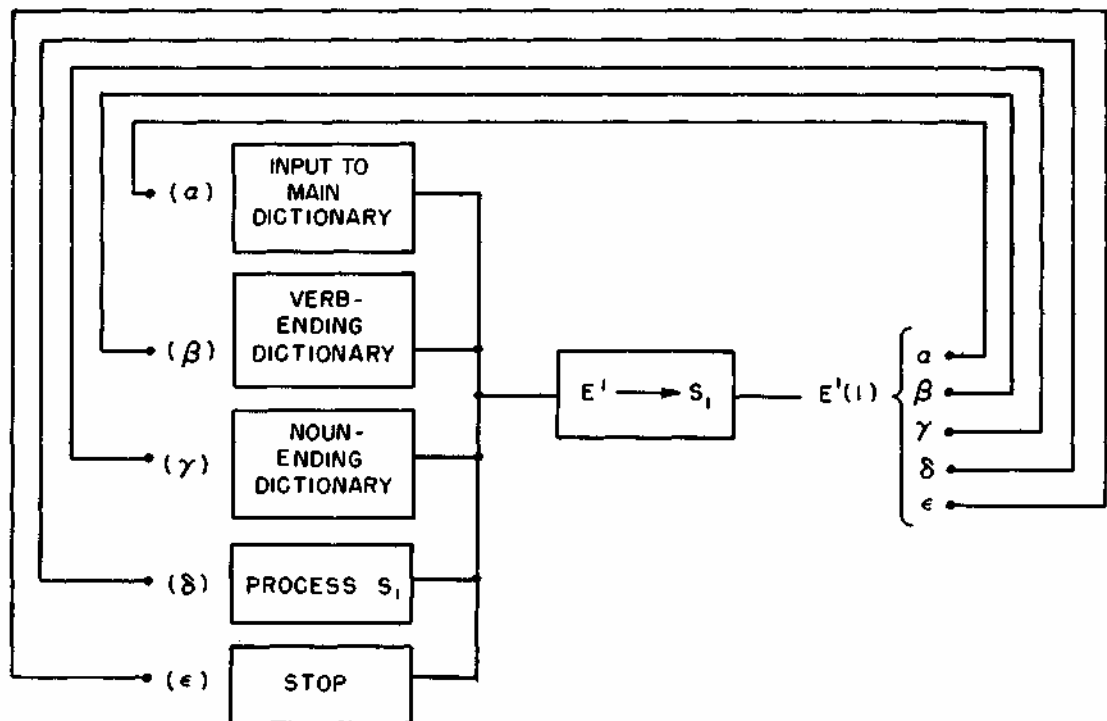 (α)
INPUT TO
MAIN
DICTIONARY
(β)
VERB-
ENDING
DICTIONARY
(γ)
NOUN-
ENDING
DICTIONARY
(δ)
PROCESS S₁
(ϵ)
STOP
E' ⟶ S₁
E'(1)
α
β
γ
δ
ϵ